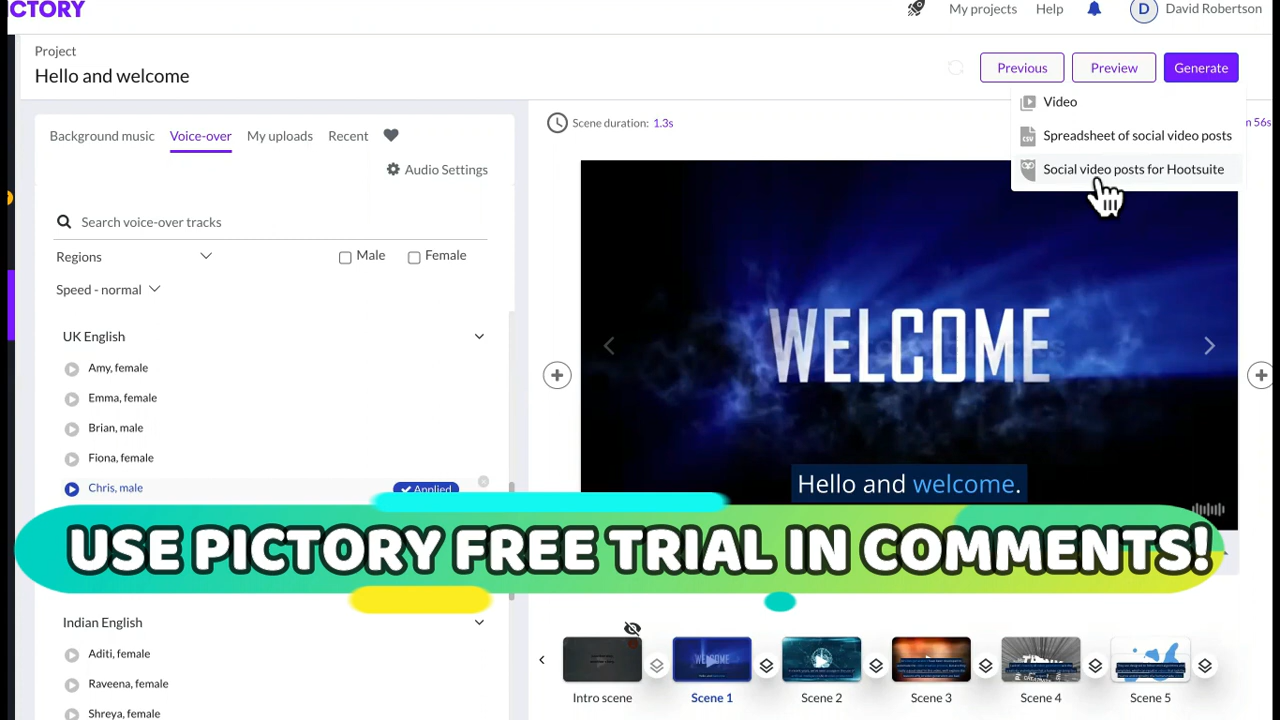 CTORY
My projects
Help
D
David Robertson
Project
Hello and welcome
Previous
Preview
Generate
Video
Spreadsheet of social video posts
Social video posts for Hootsuite
Background music
Voice-over
My uploads
Recent
Audio Settings
Scene duration: 1.3s
56s
Search voice-over tracks
Regions
Male
Female
Speed - normal
UK English
Amy, female
Emma, female
Brian, male
Fiona, female
Chris, male
Applied
WELCOME
Hello and welcome.
USE PICTORY FREE TRIAL IN COMMENTS!
Indian English
Aditi, female
Raveena, female
Shreya, female
WELCOME
Intro scene
Scene 1
Scene 2
Scene 3
Scene 4
Scene 5